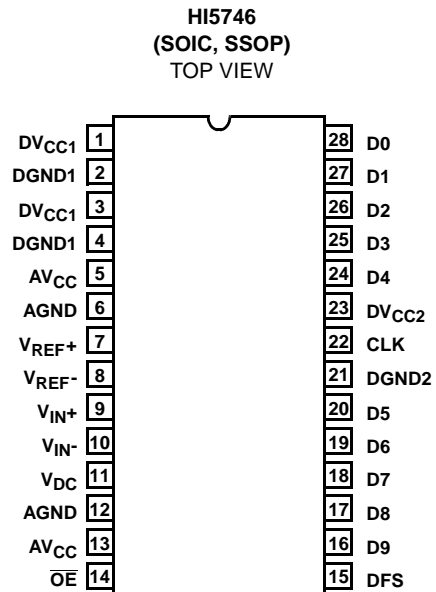 HI5746
(SOIC, SSOP)
TOP VIEW
DVCC1 1 28 D0
DGND1 2 27 D1
DVCC1 3 26 D2
DGND1 4 25 D3
AVCC 5 24 D4
AGND 6 23 DVCC2
VREF+ 7 22 CLK
VREF- 8 21 DGND2
VIN+ 9 20 D5
VIN- 10 19 D6
VDC 11 18 D7
AGND 12 17 D8
AVCC 13 16 D9
OE 14 15 DFS